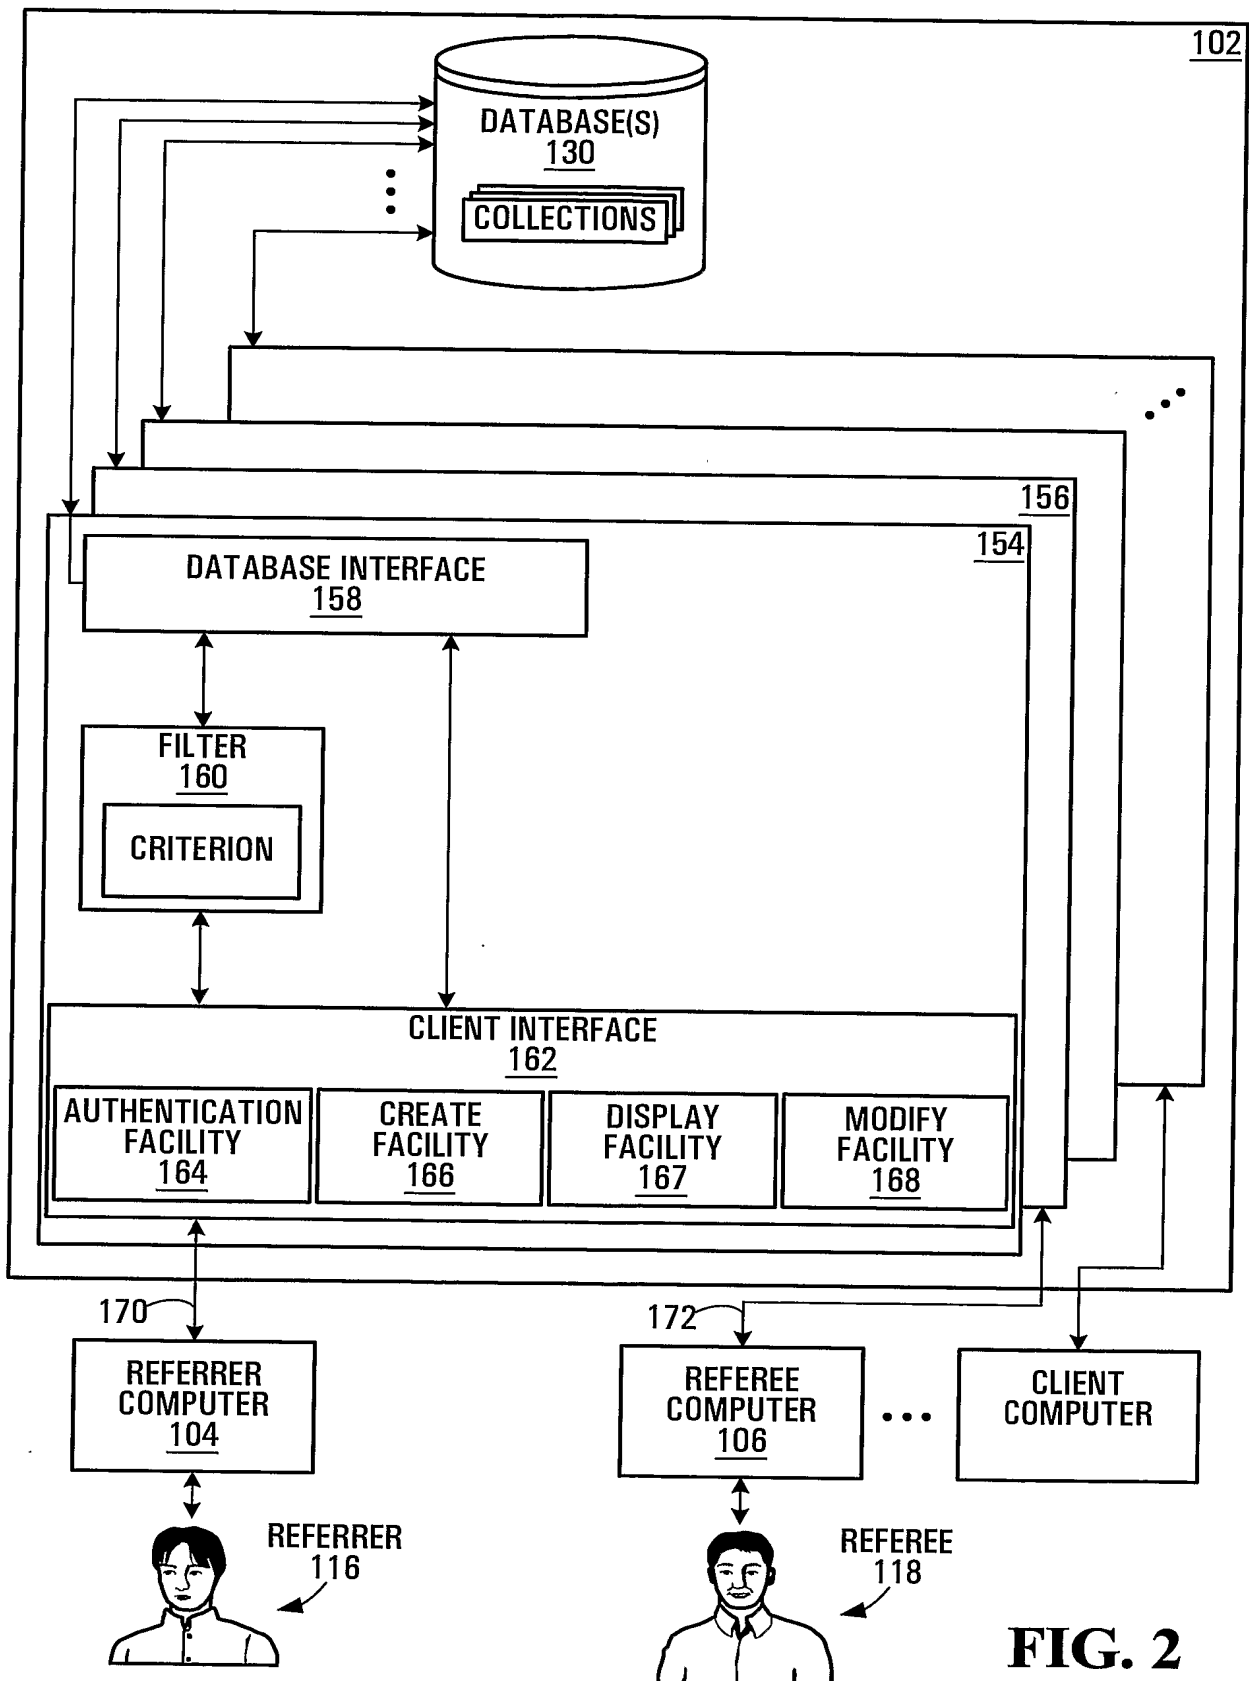 102
DATABASE(S)
130
COLLECTIONS
156
154
DATABASE INTERFACE
158
FILTER
160
CRITERION
CLIENT INTERFACE
162
AUTHENTICATION
FACILITY
164
CREATE
FACILITY
166
DISPLAY
FACILITY
167
MODIFY
FACILITY
168
170
172
REFERRER
COMPUTER
104
REFEREE
COMPUTER
106
CLIENT
COMPUTER
REFERRER
116
REFEREE
118
FIG. 2